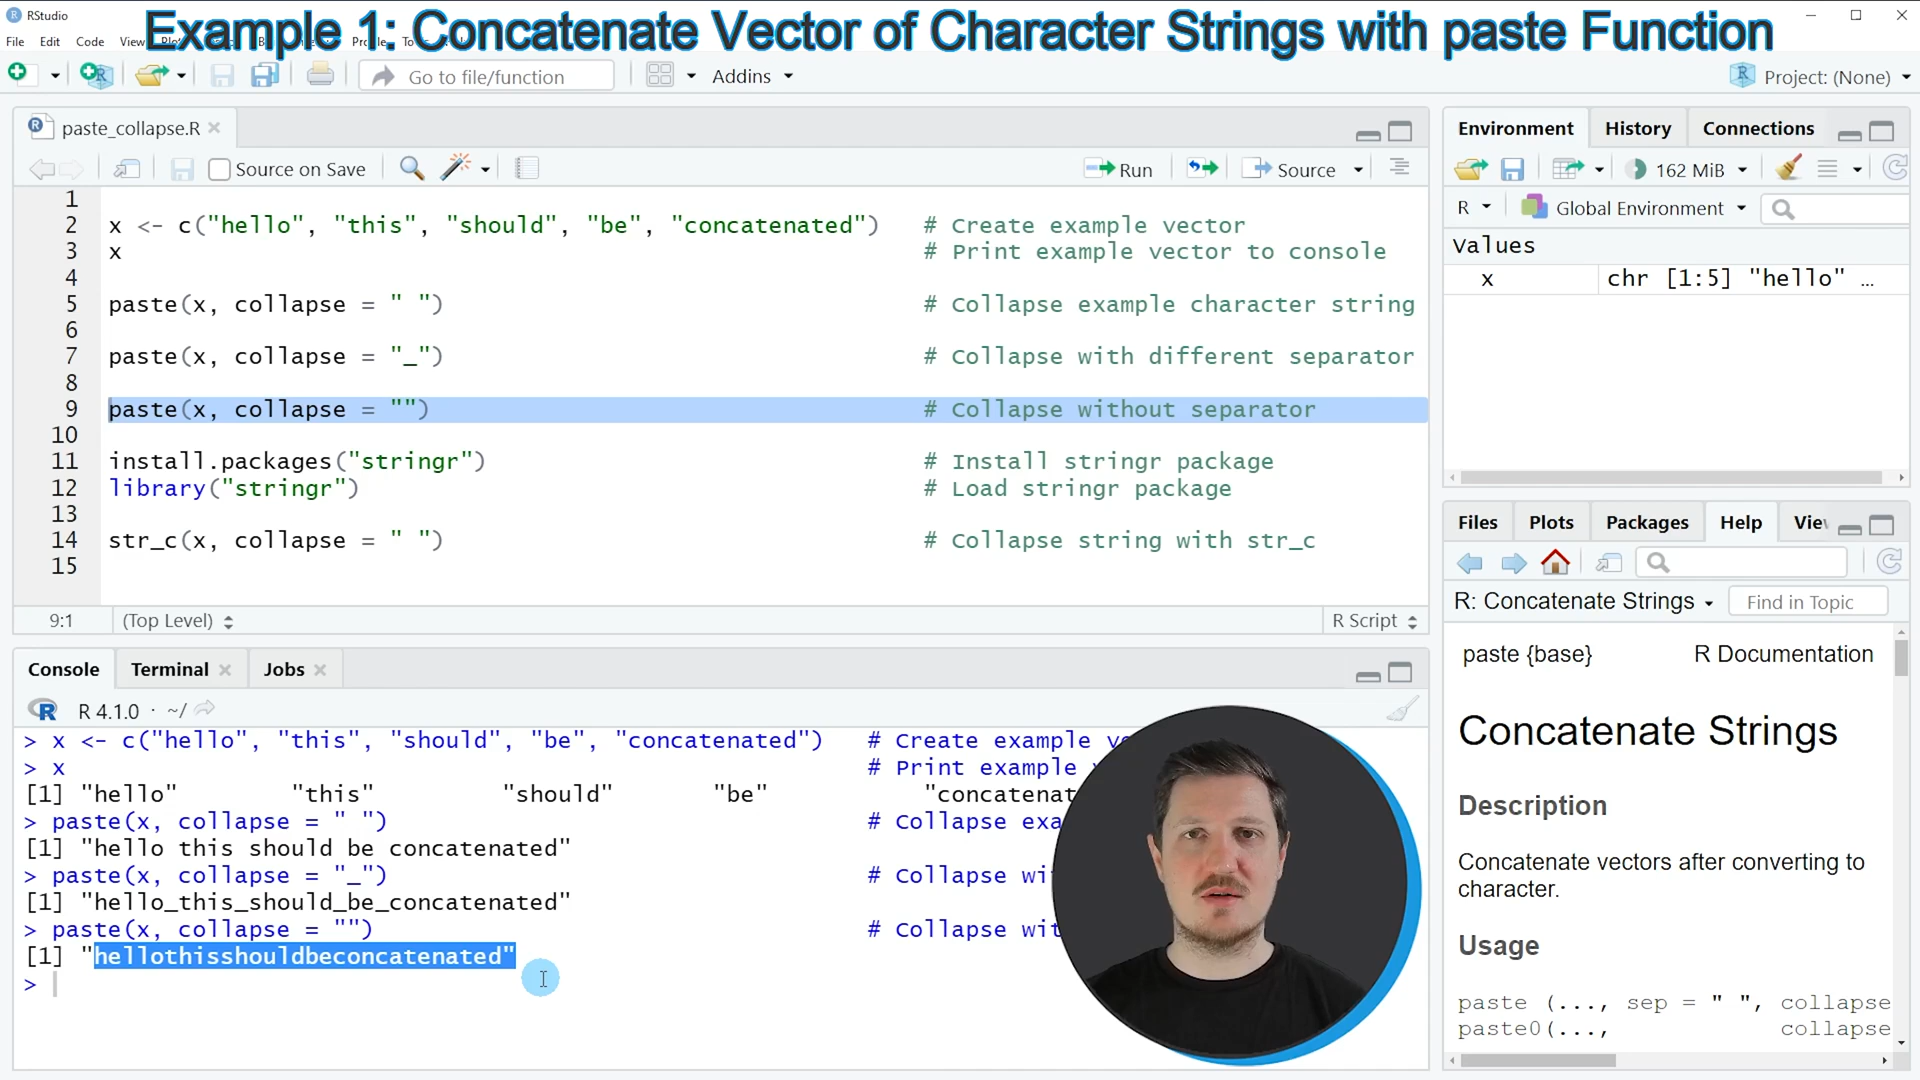 RStudio
Example 1: Concatenate Vector of Character Strings with paste Function
File Edit Code View
Go to file/function
Addins
Project: (None)
paste_collapse.R
Source on Save
Run
Source
1
2 x <- c("hello", "this", "should", "be", "concatenated") # Create example vector
3 x # Print example vector to console
4
5 paste(x, collapse = " ") # Collapse example character string
6
7 paste(x, collapse = "_") # Collapse with different separator
8
9 paste(x, collapse = "") # Collapse without separator
10
11 install.packages("stringr") # Install stringr package
12 library("stringr") # Load stringr package
13
14 str_c(x, collapse = " ") # Collapse string with str_c
15
9:1 (Top Level) R Script
Console Terminal Jobs
R 4.1.0 · ~/
> x <- c("hello", "this", "should", "be", "concatenated") # Create example ve
> x # Print example
[1] "hello" "this" "should" "be" "concatenat
> paste(x, collapse = " ") # Collapse exa
[1] "hello this should be concatenated"
> paste(x, collapse = "_") # Collapse wi
[1] "hello_this_should_be_concatenated"
> paste(x, collapse = "") # Collapse wit
[1] "hellothisshouldbeconcatenated"
>
Environment History Connections
162 MiB
R Global Environment
Values
x chr [1:5] "hello" …
Files Plots Packages Help Vie
R: Concatenate Strings Find in Topic
paste {base} R Documentation
Concatenate Strings
Description
Concatenate vectors after converting to
character.
Usage
paste (..., sep = " ", collapse
paste0(..., collapse